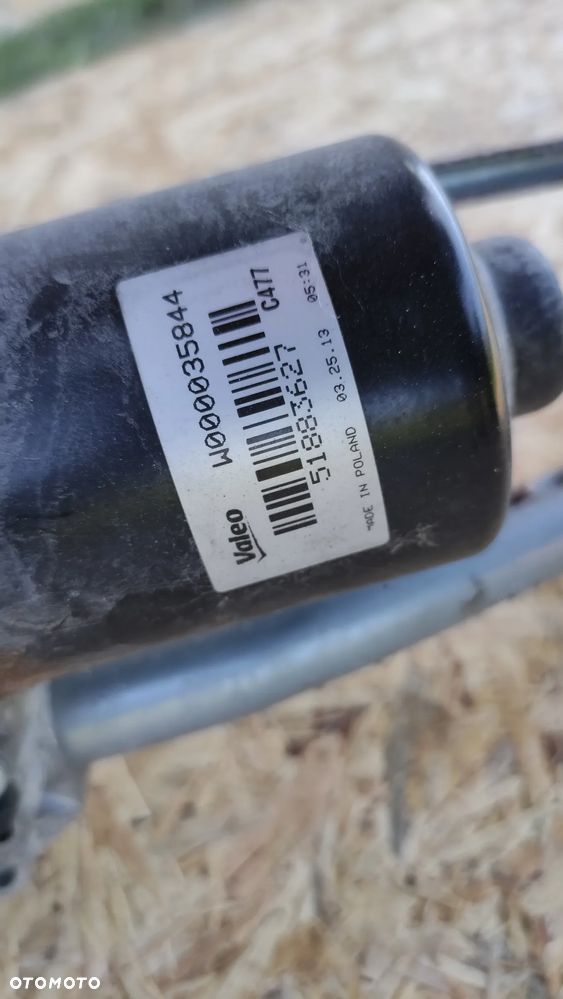 Valeo W000035844
C477
51883627
MADE IN POLAND 03.25.13 05:31
OTOMOTO